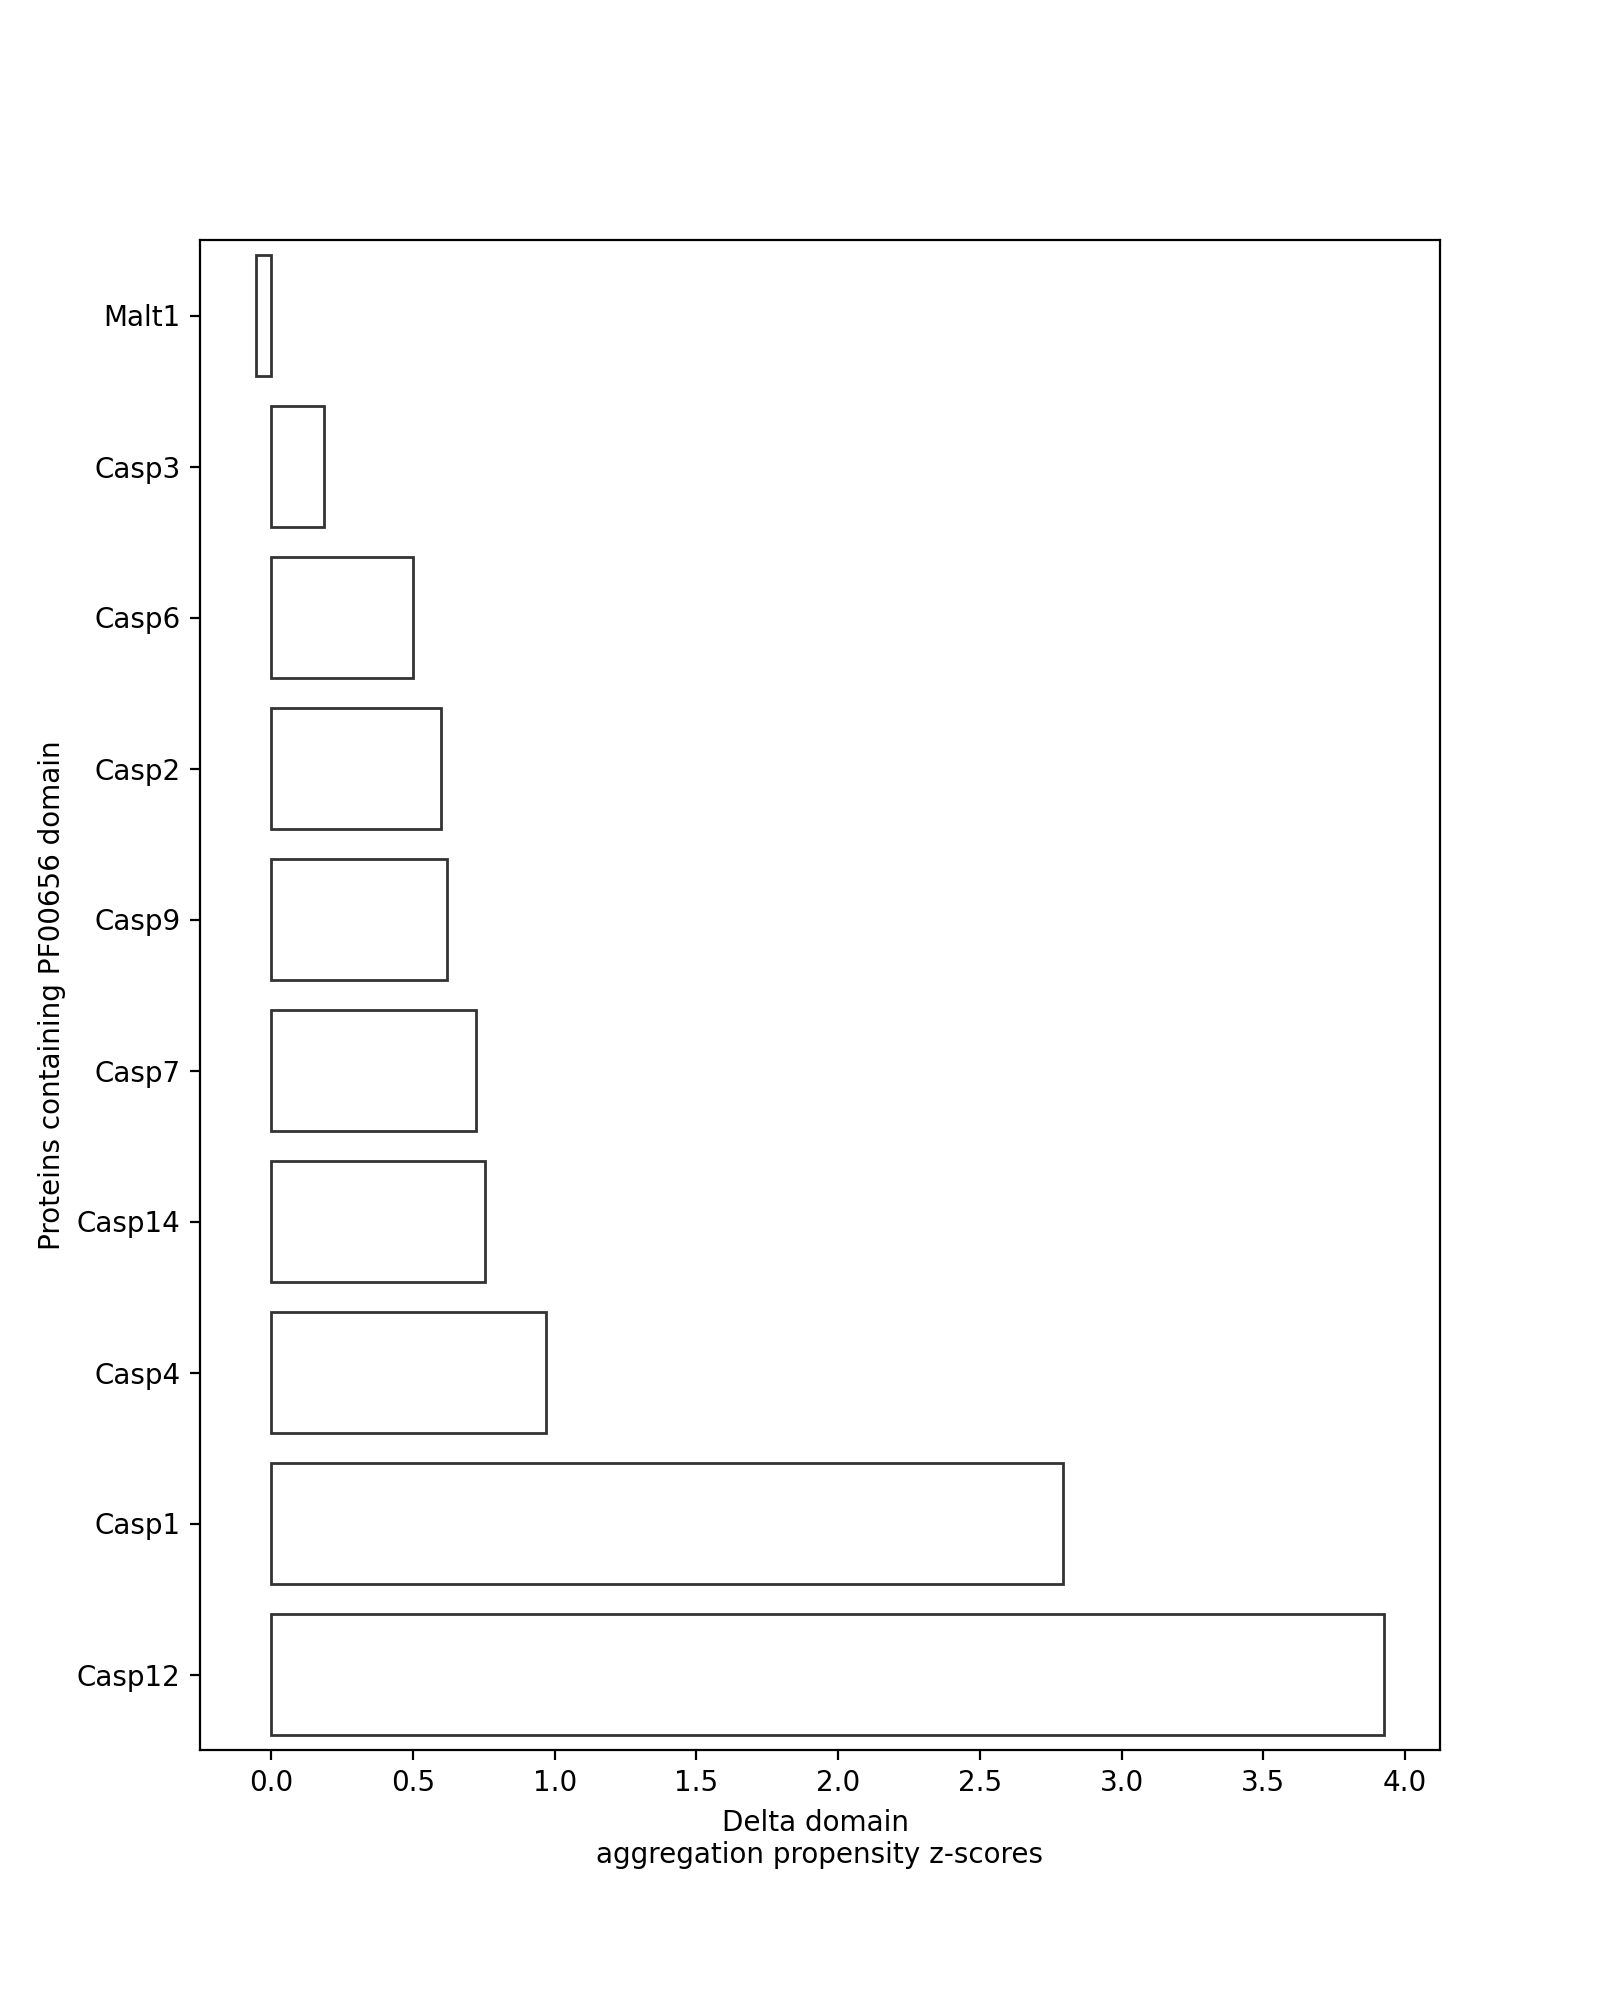 Malt1
Casp3
Casp6
Casp2
Casp9
Casp7
Casp14
Casp4
Casp1
Casp12
Proteins containing PF00656 domain
0.0 0.5 1.0 1.5 2.0 2.5 3.0 3.5 4.0
Delta domain
aggregation propensity z-scores